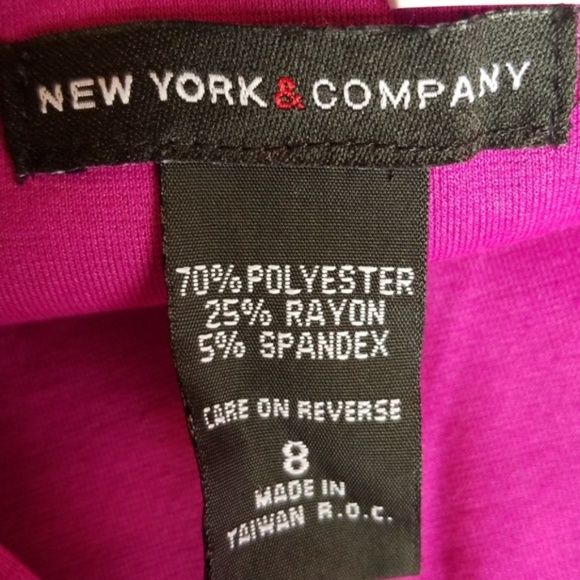 NEW YORK & COMPANY
70% POLYESTER
25% RAYON
5% SPANDEX
CARE ON REVERSE
8
MADE IN
TAIWAN R.O.C.